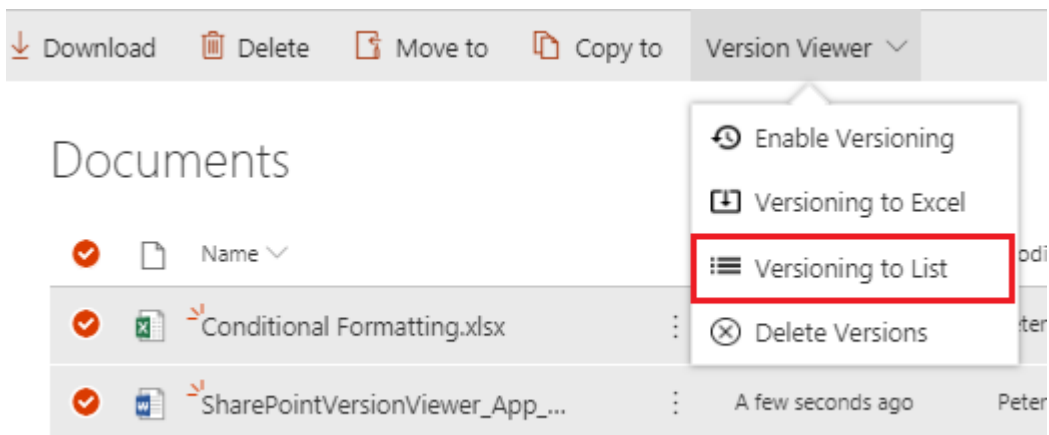 Download Delete Move to Copy to Version Viewer
Enable Versioning
Documents
Versioning to Excel
Name
Versioning to List
Conditional Formatting.xlsx
Delete Versions
SharePointVersionViewer_App_... A few seconds ago Peter